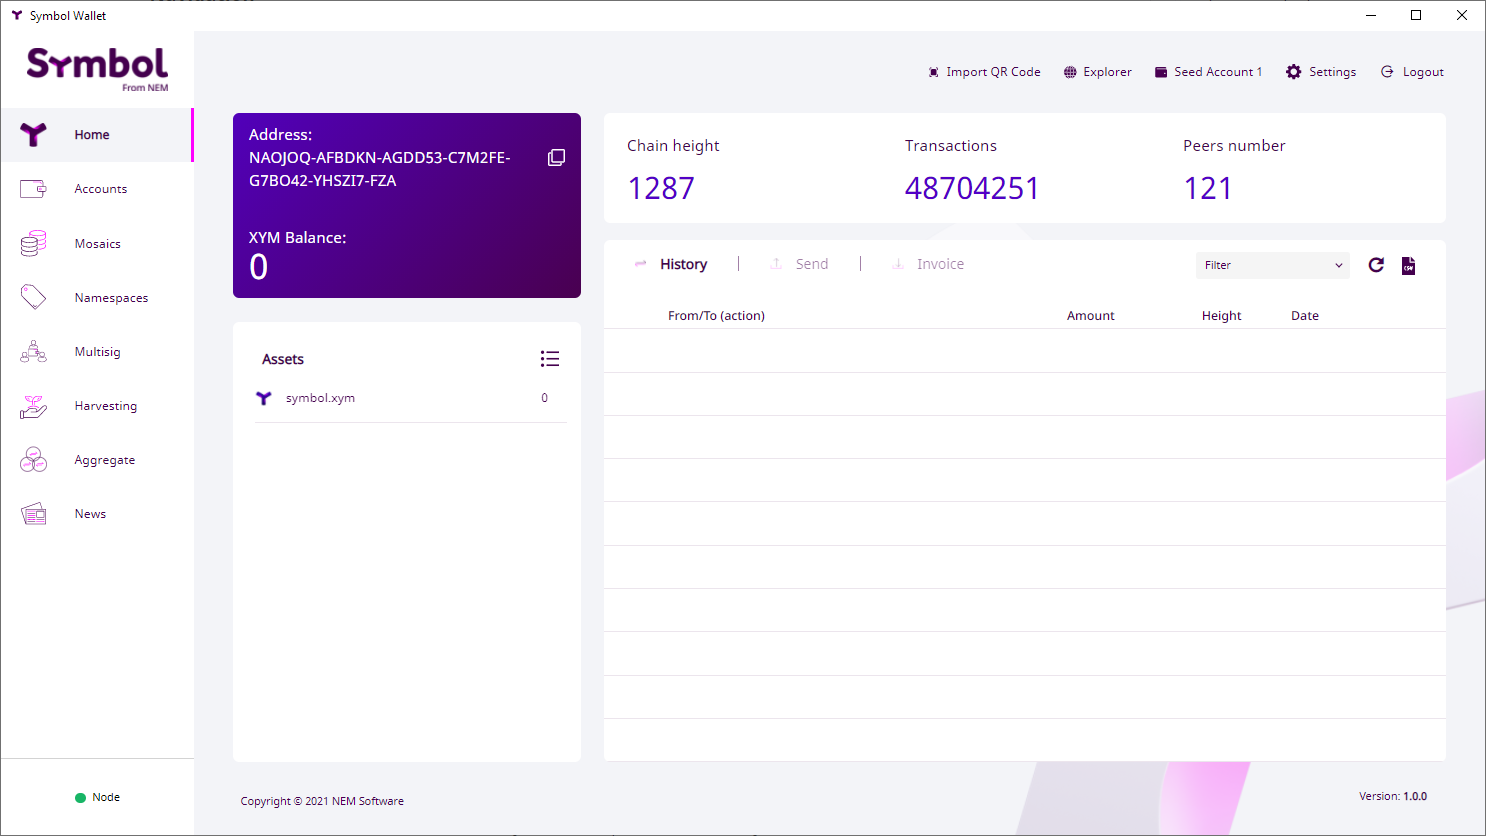 Symbol Wallet
Symbol
From NEM
Import QR Code
Explorer
Seed Account 1
Settings
Logout
Home
Accounts
Mosaics
Namespaces
Multisig
Harvesting
Aggregate
News
Node
Address:
NAOJOQ-AFBDKN-AGDD53-C7M2FE-
G7BO42-YHSZI7-FZA
XYM Balance:
0
Assets
symbol.xym 0
Chain height Transactions Peers number
1287 48704251 121
History | Send | Invoice
Filter
CSV
From/To (action) Amount Height Date
Copyright © 2021 NEM Software
Version: 1.0.0